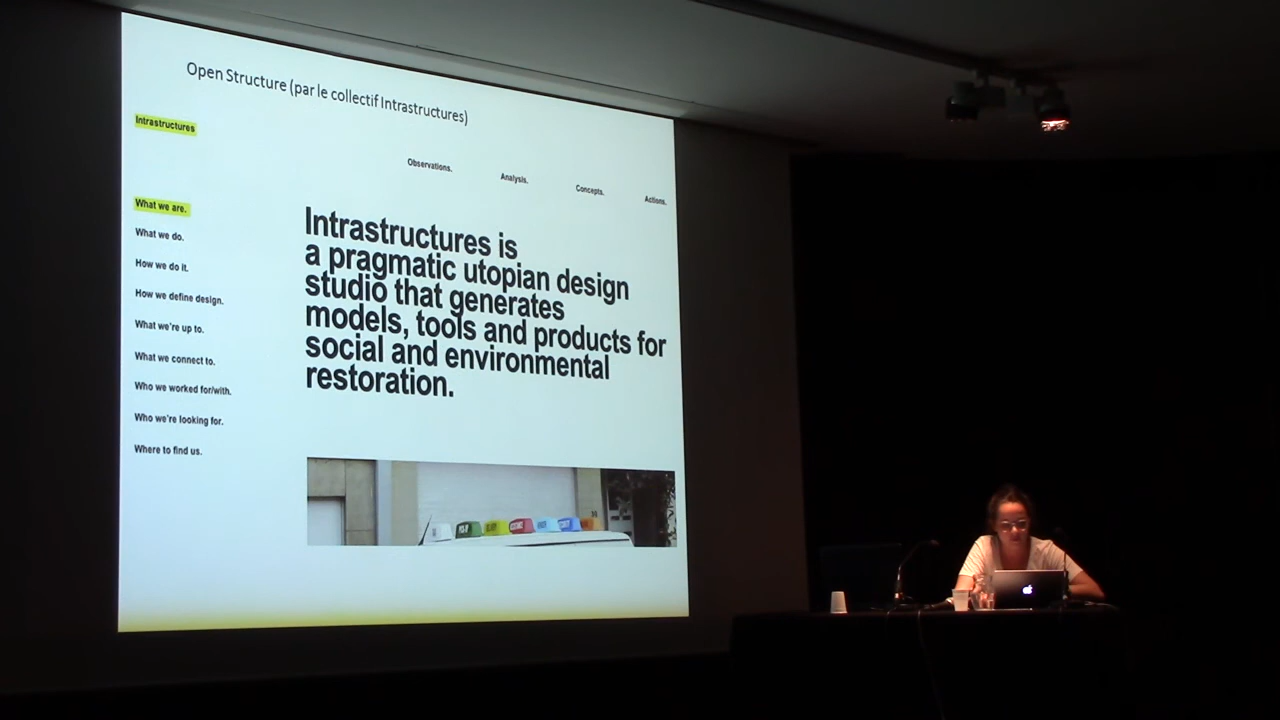 Open Structure (par le collectif Intrastructures)
Intrastructures
Observations.
Analysis.
Concepts.
Actions.
What we are.
What we do.
How we do it.
How we define design.
What we're up to.
What we connect to.
Who we worked for/with.
Who we're looking for.
Where to find us.
Intrastructures is
a pragmatic utopian design
studio that generates
models, tools and products for
social and environmental
restoration.